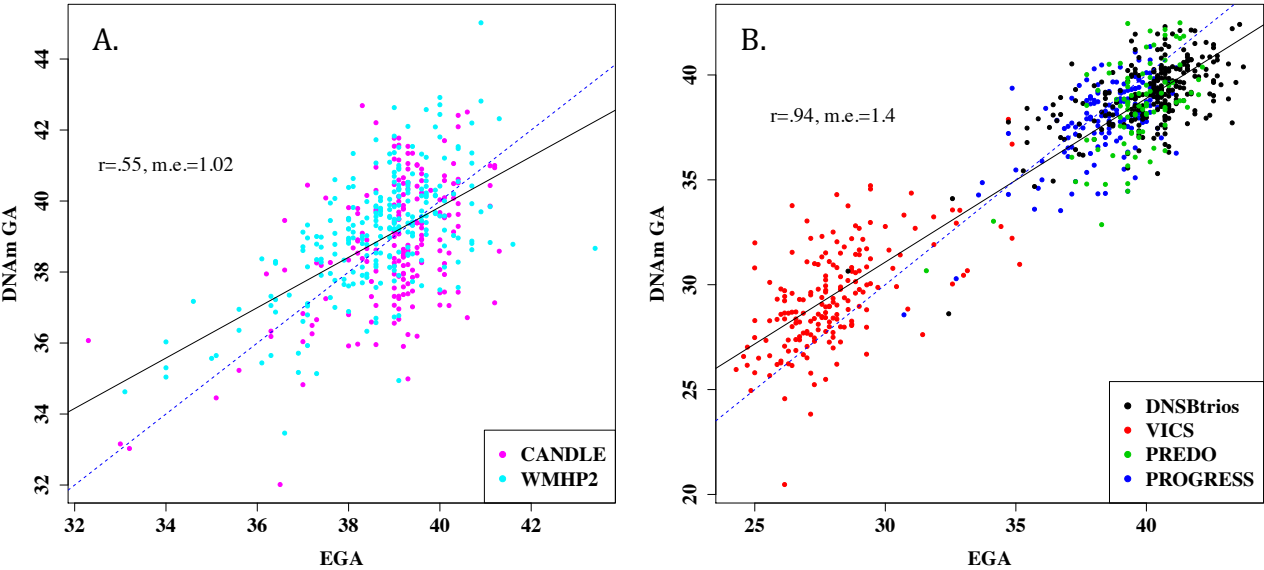 A.
r=.55, m.e.=1.02
DNAm GA
44
42
40
38
36
34
32
32
34
36
38
40
42
EGA
CANDLE
WMHP2
B.
r=.94, m.e.=1.4
DNAm GA
40
35
30
25
20
25
30
35
40
EGA
DNSBtrios
VICS
PREDO
PROGRESS